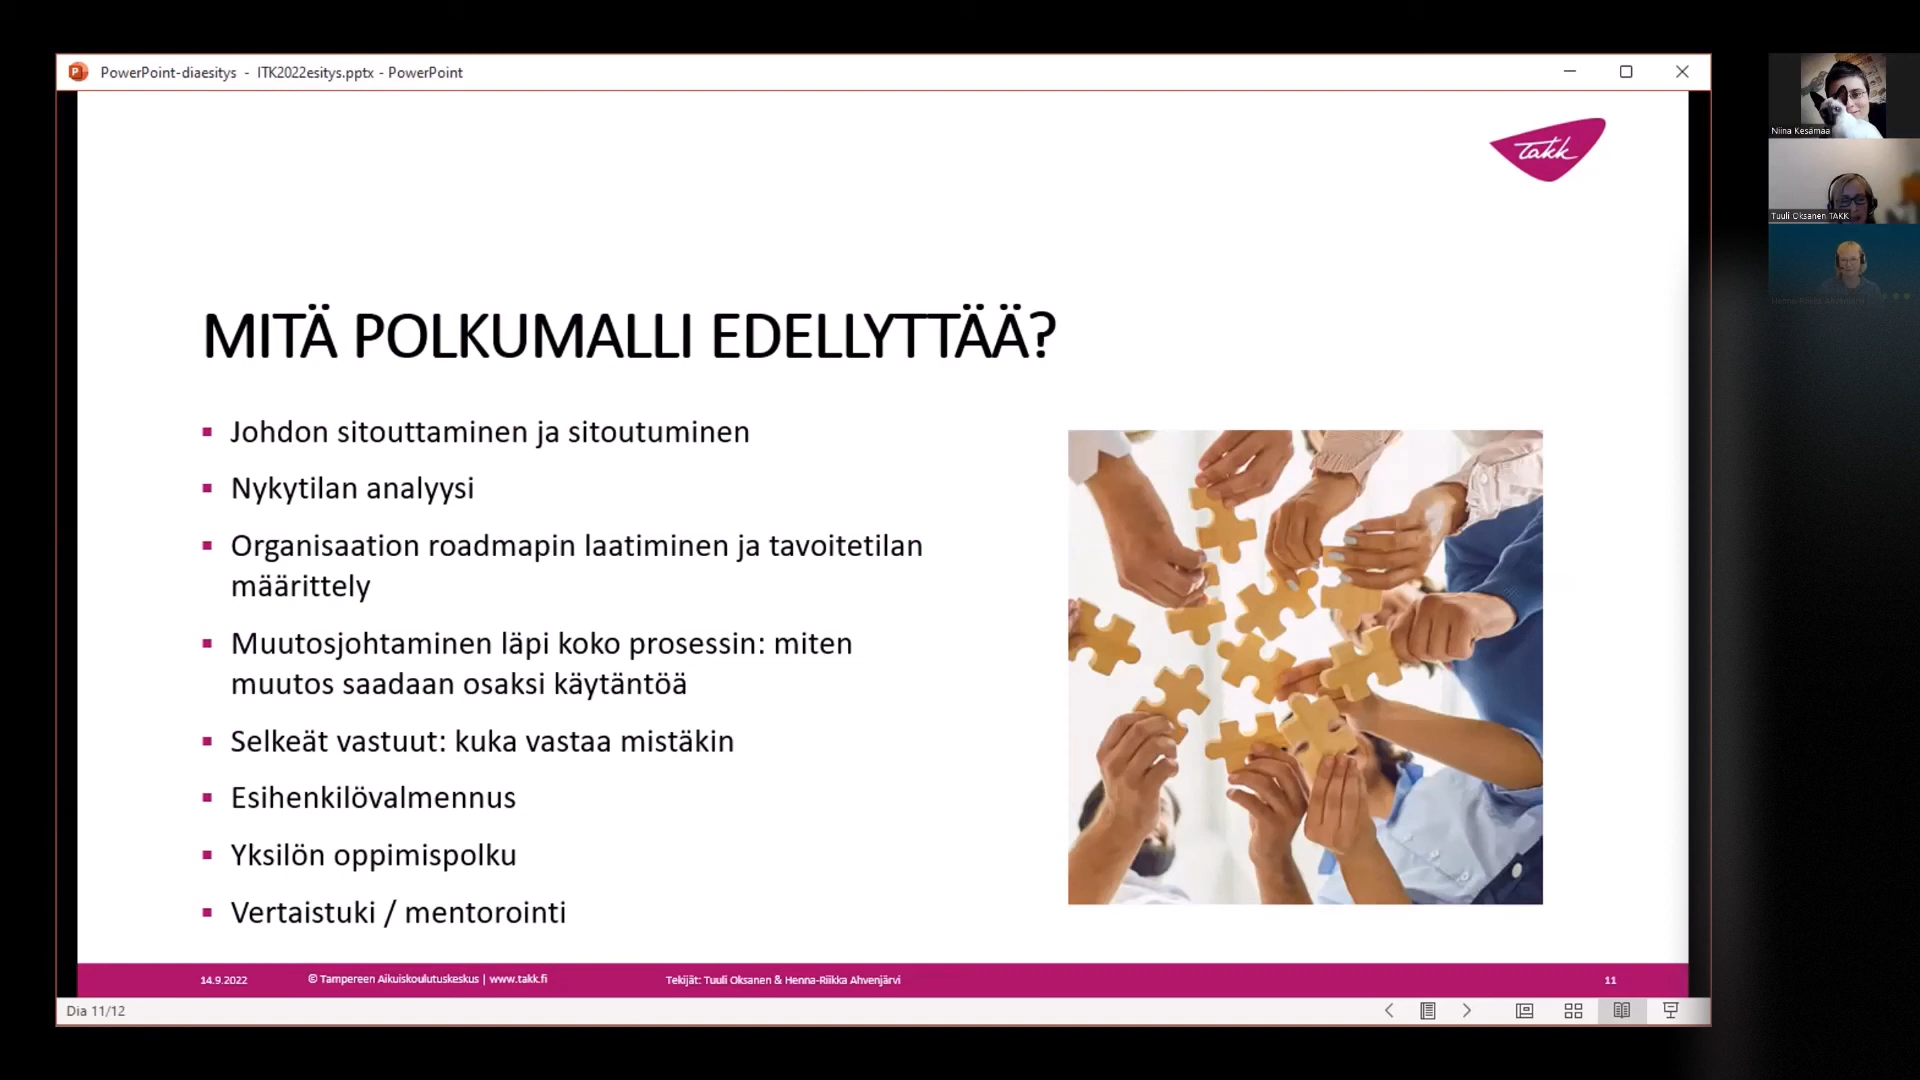 PowerPoint-diaesitys - ITK2022esitys.pptx - PowerPoint
takk
MITÄ POLKUMALLI EDELLYTTÄÄ?
Johdon sitouttaminen ja sitoutuminen
Nykytilan analyysi
Organisaation roadmapin laatiminen ja tavoitetilan
määrittely
Muutosjohtaminen läpi koko prosessin: miten
muutos saadaan osaksi käytäntöä
Selkeät vastuut: kuka vastaa mistäkin
Esihenkilövalmennus
Yksilön oppimispolku
Vertaistuki / mentorointi
14.9.2022
© Tampereen Aikuiskoulutuskeskus | www.takk.fi
Tekijät: Tuuli Oksanen & Henna-Riikka Ahvenjärvi
11
Dia 11/12
Niina Kesämaa
Tuuli Oksanen TAKK